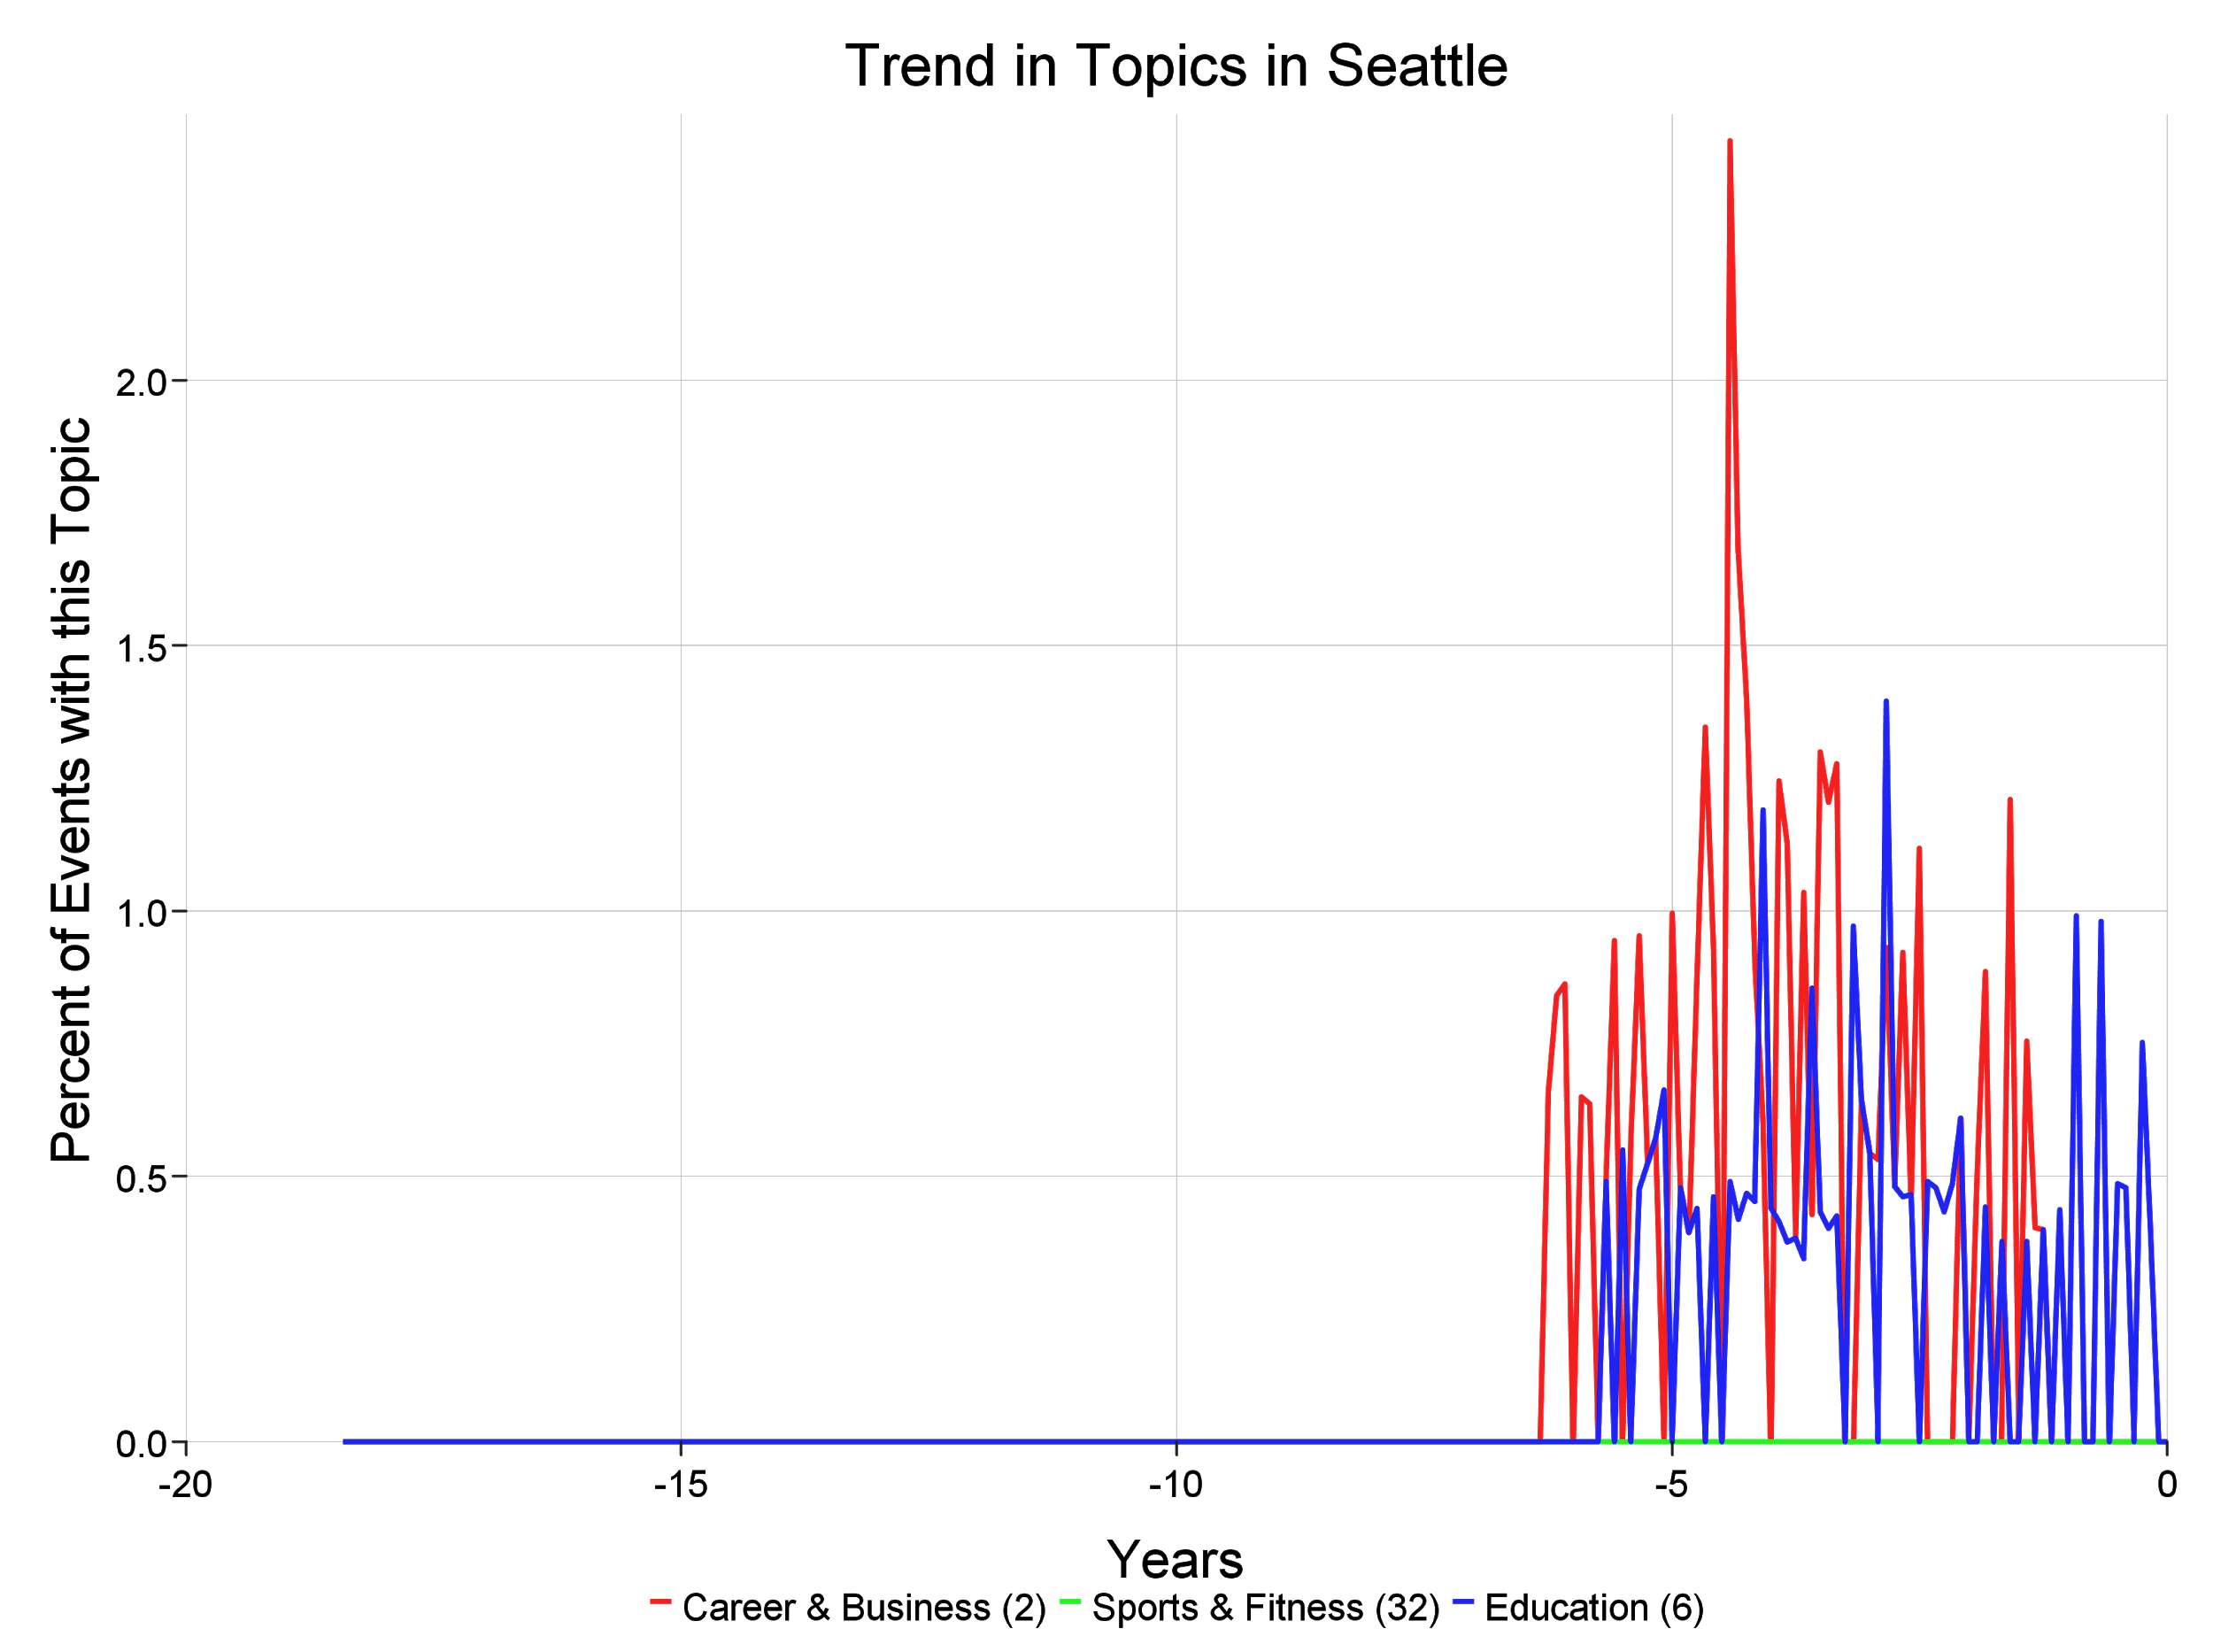 Trend in Topics in Seattle
Percent of Events with this Topic
2.0
1.5
1.0
0.5
0.0
-20 -15 -10 -5 0
Years
Career & Business (2) Sports & Fitness (32) Education (6)